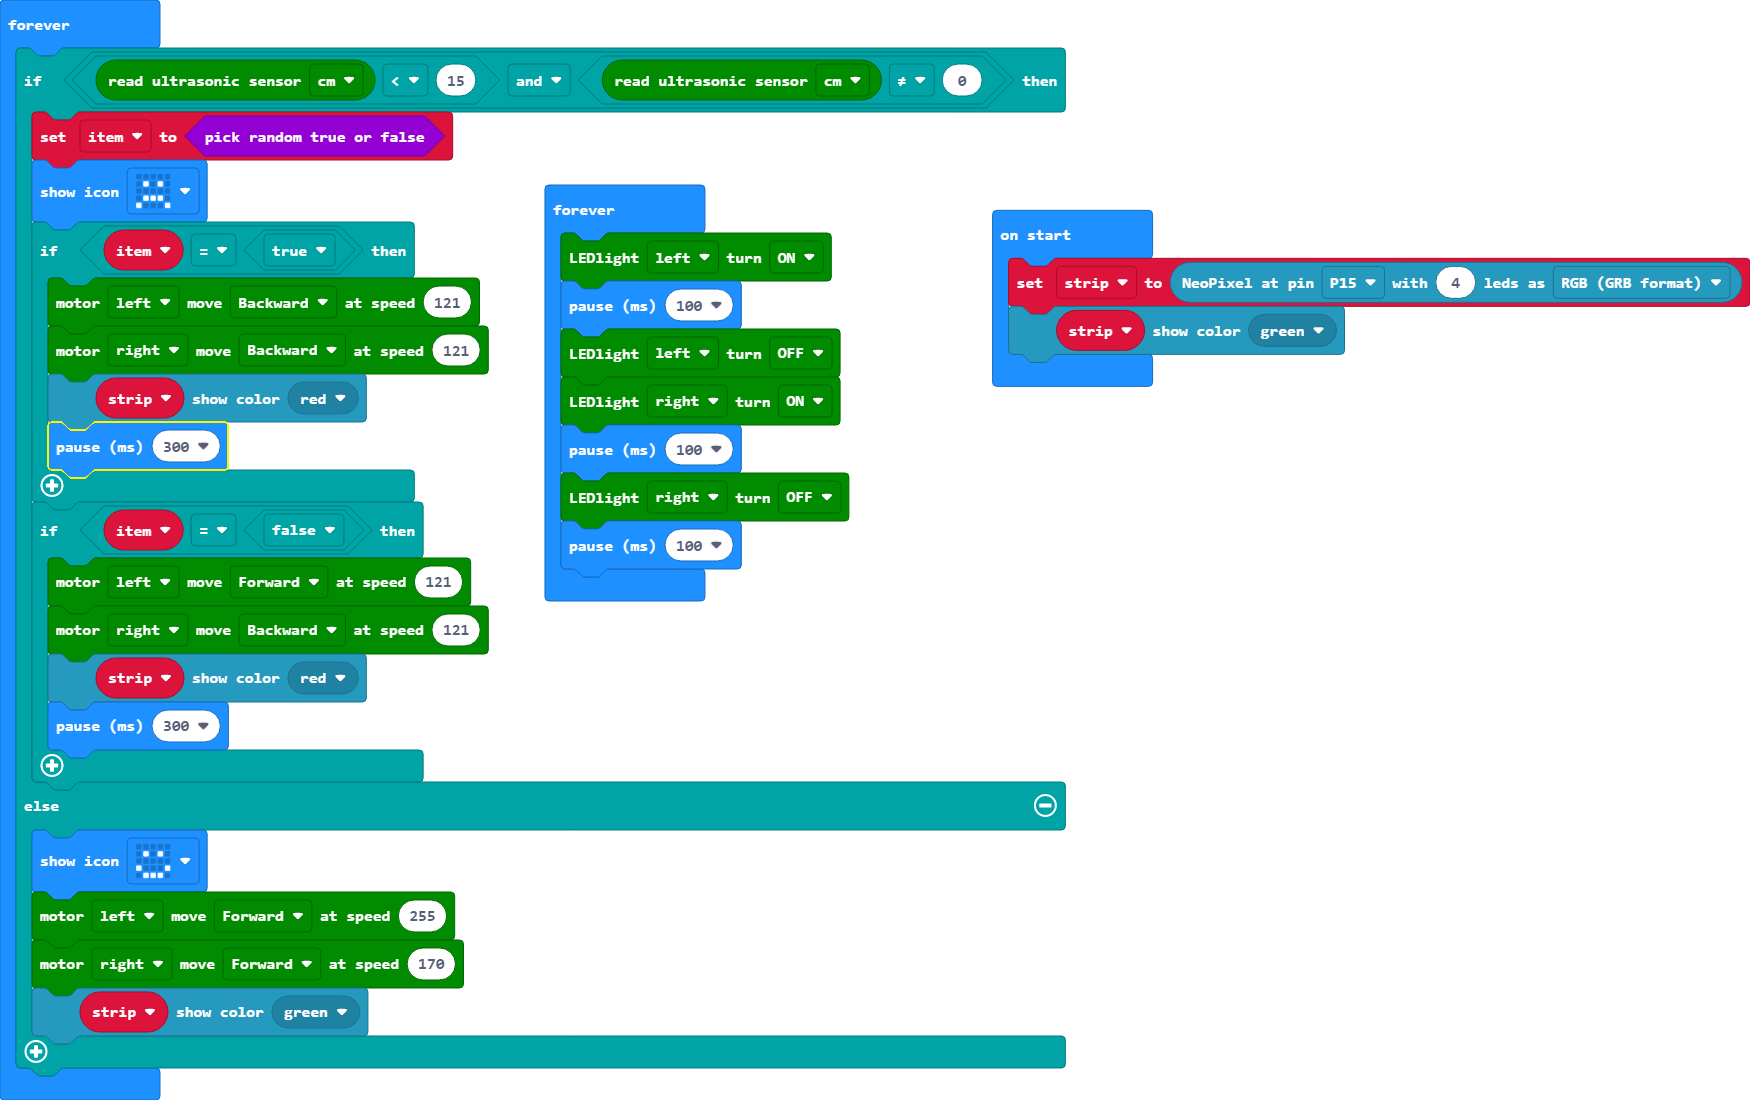 forever
if read ultrasonic sensor cm < 15 and read ultrasonic sensor cm ≠ 0 then
set item to pick random true or false
show icon
if item = true then
motor left move Backward at speed 121
motor right move Backward at speed 121
strip show color red
pause (ms) 300
if item = false then
motor left move Forward at speed 121
motor right move Backward at speed 121
strip show color red
pause (ms) 300
else
show icon
motor left move Forward at speed 255
motor right move Forward at speed 170
strip show color green
forever
LEDlight left turn ON
pause (ms) 100
LEDlight left turn OFF
LEDlight right turn ON
pause (ms) 100
LEDlight right turn OFF
pause (ms) 100
on start
set strip to NeoPixel at pin P15 with 4 leds as RGB (GRB format)
strip show color green